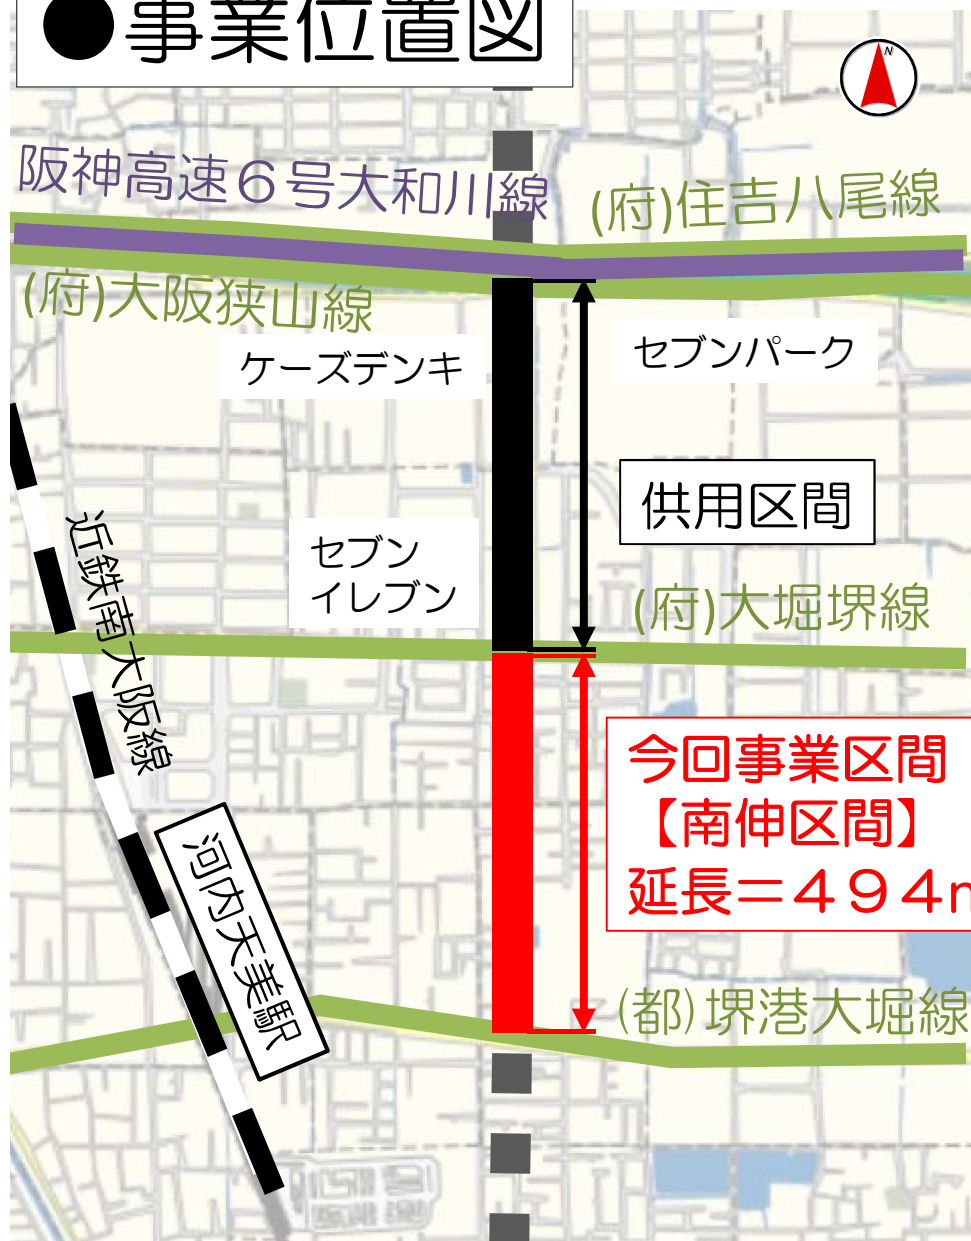 ●事業位置図
N
阪神高速６号大和川線
(府)住吉八尾線
(府)大阪狭山線
ケーズデンキ
セブンパーク
供用区間
近鉄南大阪線
セブン
イレブン
(府)大堀堺線
今回事業区間
【南伸区間】
延長＝４９４m
河内天美駅
(都)堺港大堀線